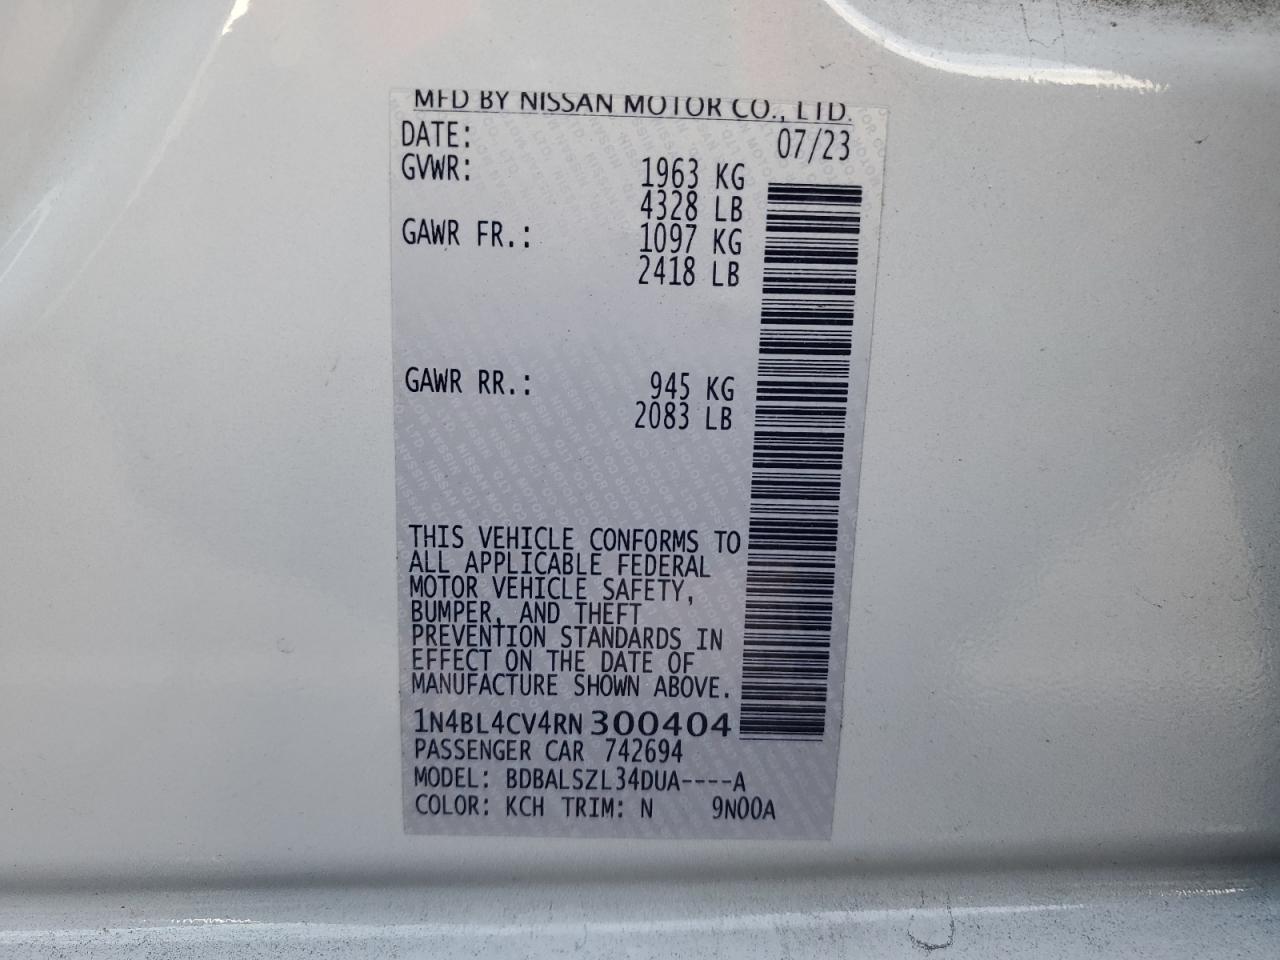 MFD BY NISSAN MOTOR CO., LTD.
DATE: 07/23
GVWR: 1963 KG
4328 LB
GAWR FR.: 1097 KG
2418 LB
GAWR RR.: 945 KG
2083 LB
THIS VEHICLE CONFORMS TO
ALL APPLICABLE FEDERAL
MOTOR VEHICLE SAFETY,
BUMPER, AND THEFT
PREVENTION STANDARDS IN
EFFECT ON THE DATE OF
MANUFACTURE SHOWN ABOVE.
1N4BL4CV4RN300404
PASSENGER CAR 742694
MODEL: BDBALSZL34DUA----A
COLOR: KCH TRIM: N 9N00A